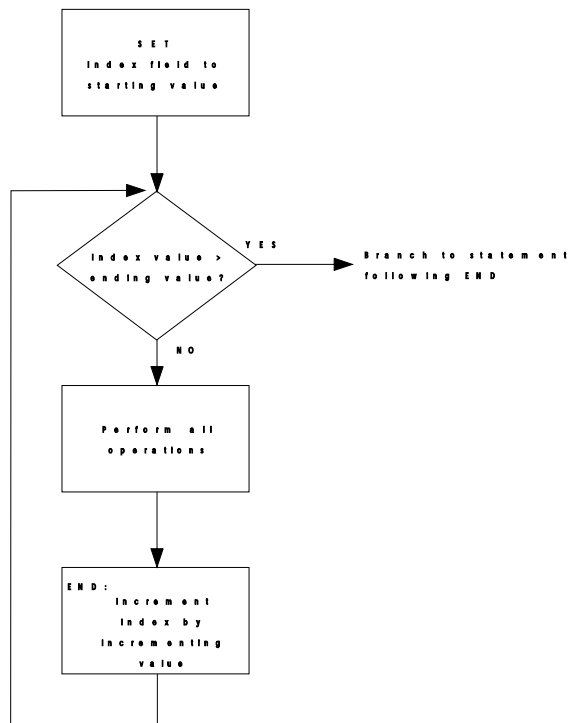 SET
index field to
starting value
Index value >
ending value?
YES
Branch to statement
following END
NO
Perform all
operations
END:
Increment
index by
incrementing
value